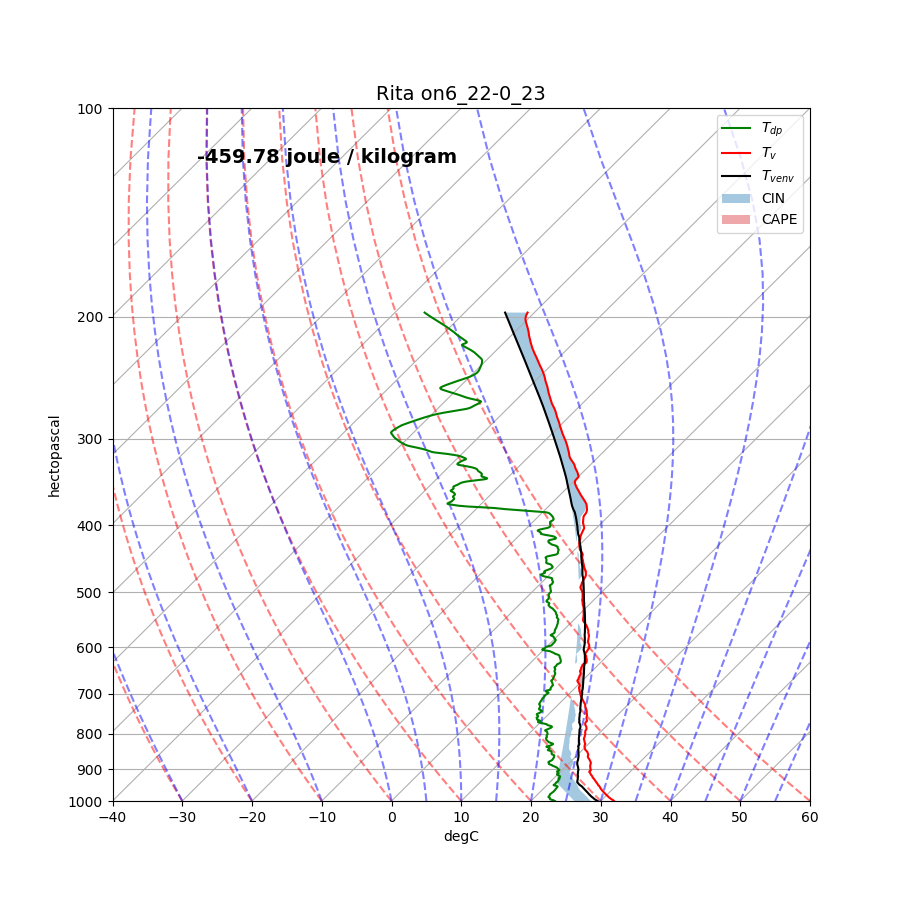 Rita on6_22-0_23
100
-459.78 joule / kilogram
T_dp
T_v
T_venv
CIN
CAPE
200
300
400
500
600
700
800
900
1000
hectopascal
−40 −30 −20 −10 0 10 20 30 40 50 60
degC